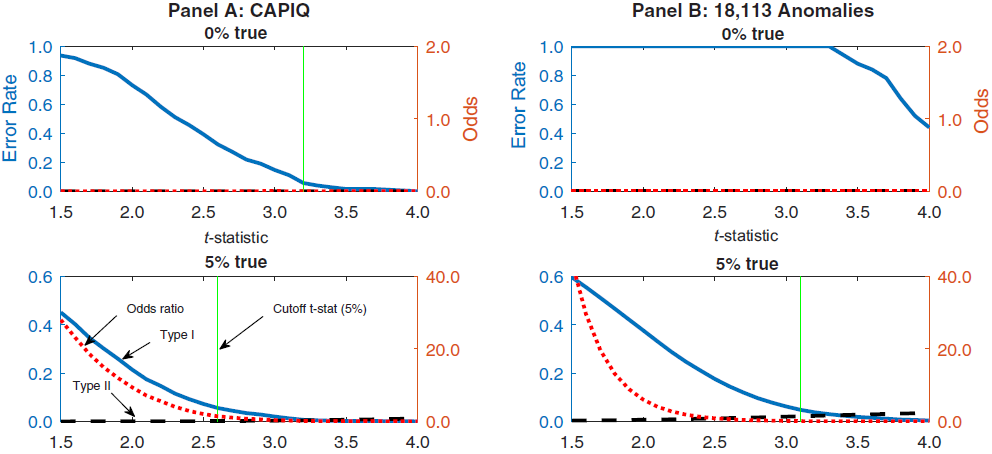 Panel A: CAPIQ
0% true
Error Rate
1.0
0.8
0.6
0.4
0.2
0.0
2.0
1.0
0.0
Odds
1.5 2.0 2.5 3.0 3.5 4.0
t-statistic
5% true
0.6
0.4
0.2
0.0
40.0
20.0
0.0
Odds ratio
Type I
Type II
Cutoff t-stat (5%)
1.5 2.0 2.5 3.0 3.5 4.0
Panel B: 18,113 Anomalies
0% true
Error Rate
1.0
0.8
0.6
0.4
0.2
0.0
2.0
1.0
0.0
Odds
1.5 2.0 2.5 3.0 3.5 4.0
t-statistic
5% true
0.6
0.4
0.2
0.0
40.0
20.0
0.0
1.5 2.0 2.5 3.0 3.5 4.0